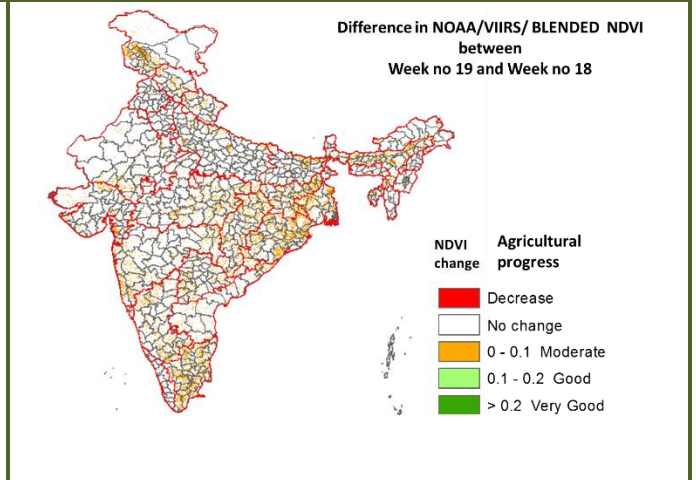 Difference in NOAA/VIIRS/ BLENDED NDVI
between
Week no 19 and Week no 18
NDVI change
Agricultural progress
Decrease
No change
0 - 0.1 Moderate
0.1 - 0.2 Good
> 0.2 Very Good